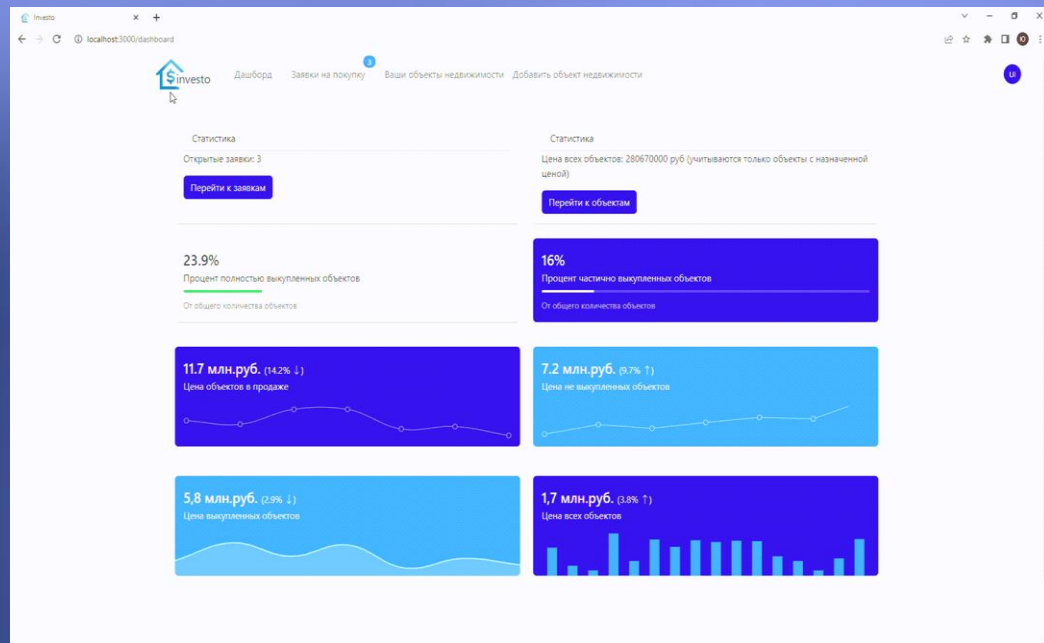 Investo
localhost:3000/dashboard
Ю
$investo
Дашборд
Заявки на покупку
3
Ваши объекты недвижимости
Добавить объект недвижимости
UI
Статистика
Открытые заявки: 3
Перейти к заявкам
Статистика
Цена всех объектов: 280670000 руб (учитываются только объекты с назначенной
ценой)
Перейти к объектам
23.9%
Процент полностью выкупленных объектов
От общего количества объектов
16%
Процент частично выкупленных объектов
От общего количества объектов
11.7 млн.руб. (14.2% ↓)
Цена объектов в продаже
7.2 млн.руб. (9.7% ↑)
Цена не выкупленных объектов
5,8 млн.руб. (2.9% ↓)
Цена выкупленных объектов
1,7 млн.руб. (3.8% ↑)
Цена всех объектов